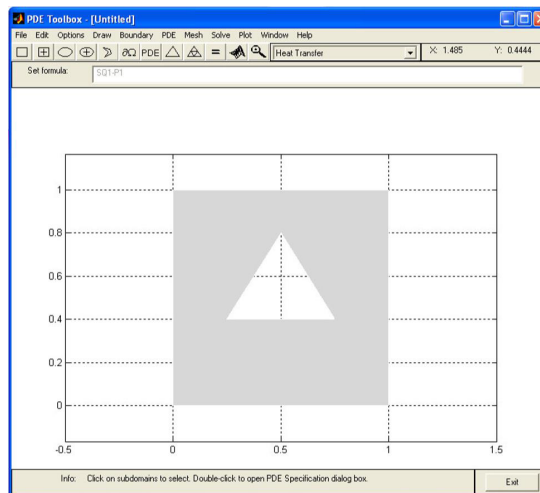 PDE Toolbox - [Untitled]
File Edit Options Draw Boundary PDE Mesh Solve Plot Window Help
∂Ω PDE = Heat Transfer X: 1.485 Y: 0.4444
Set formula: SQ1-P1
1
0.8
0.6
0.4
0.2
0
-0.5 0 0.5 1 1.5
Info: Click on subdomains to select. Double-click to open PDE Specification dialog box. Exit